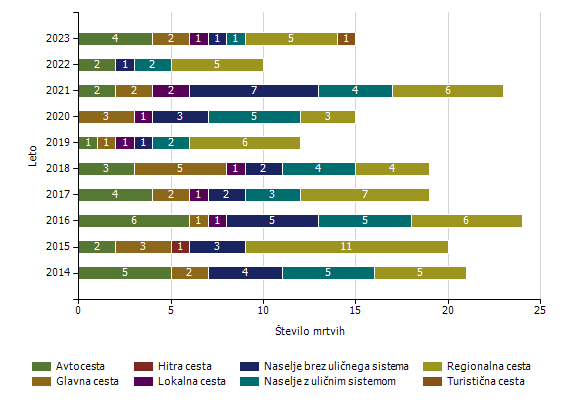 2023 4 2 1 1 1 5 1
2022 2 1 2 5
2021 2 2 2 7 4 6
2020 3 1 3 5 3
2019 1 1 1 1 2 6
2018 3 5 1 2 4 4
2017 4 2 1 2 3 7
2016 6 1 1 5 5 6
2015 2 3 1 3 11
2014 5 2 4 5 5
Leto
0 5 10 15 20 25
Število mrtvih
Avtocesta Hitra cesta Naselje brez uličnega sistema Regionalna cesta
Glavna cesta Lokalna cesta Naselje z uličnim sistemom Turistična cesta